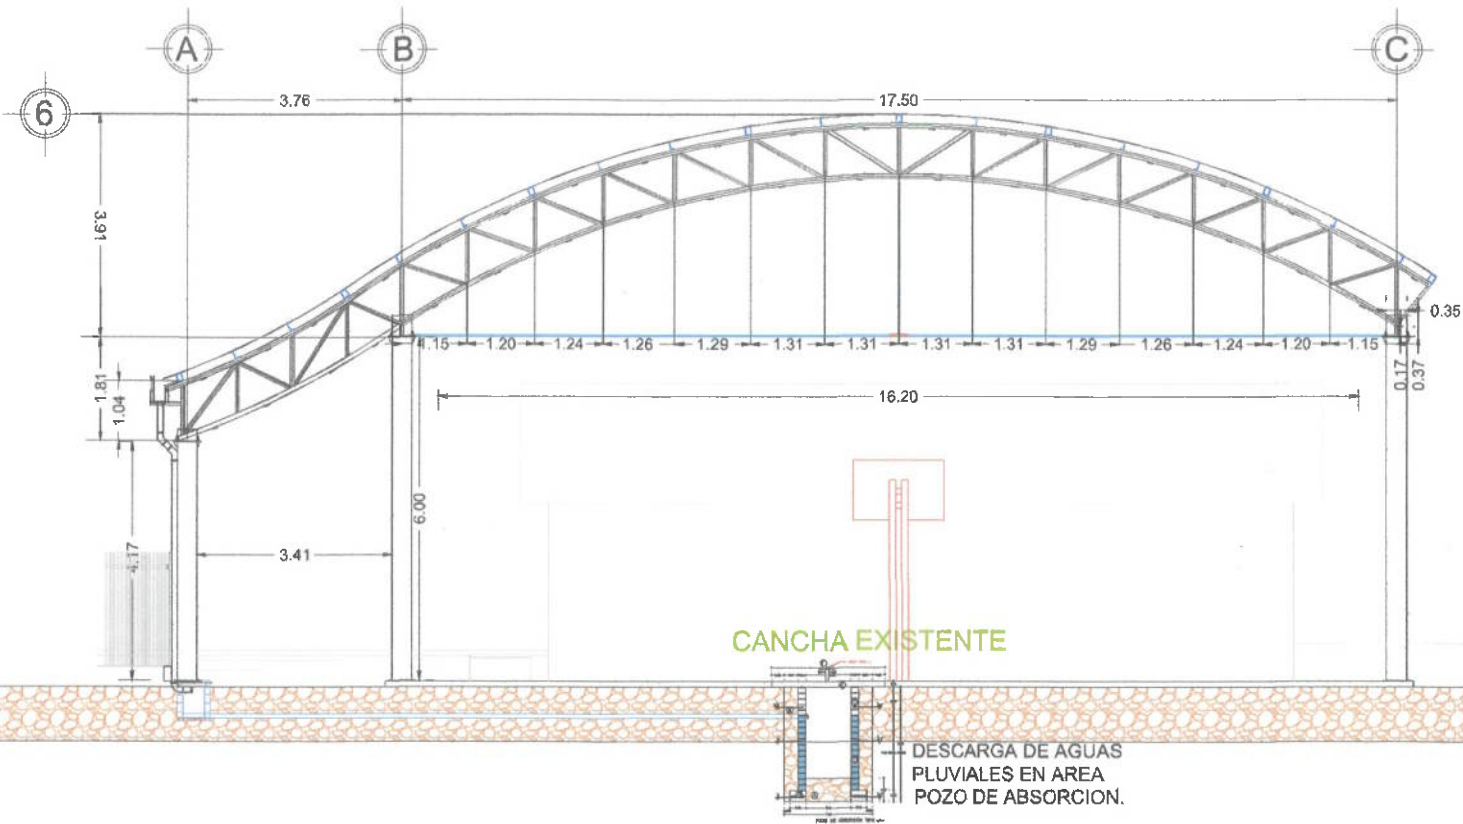 A B C
6
3.76 17.50
3.91
0.35
1.15 1.20 1.24 1.26 1.29 1.31 1.31 1.31 1.31 1.29 1.26 1.24 1.20 1.15
1.81
1.04
0.17
0.37
16.20
6.00
4.17
3.41
CANCHA EXISTENTE
DESCARGA DE AGUAS
PLUVIALES EN AREA
POZO DE ABSORCION.